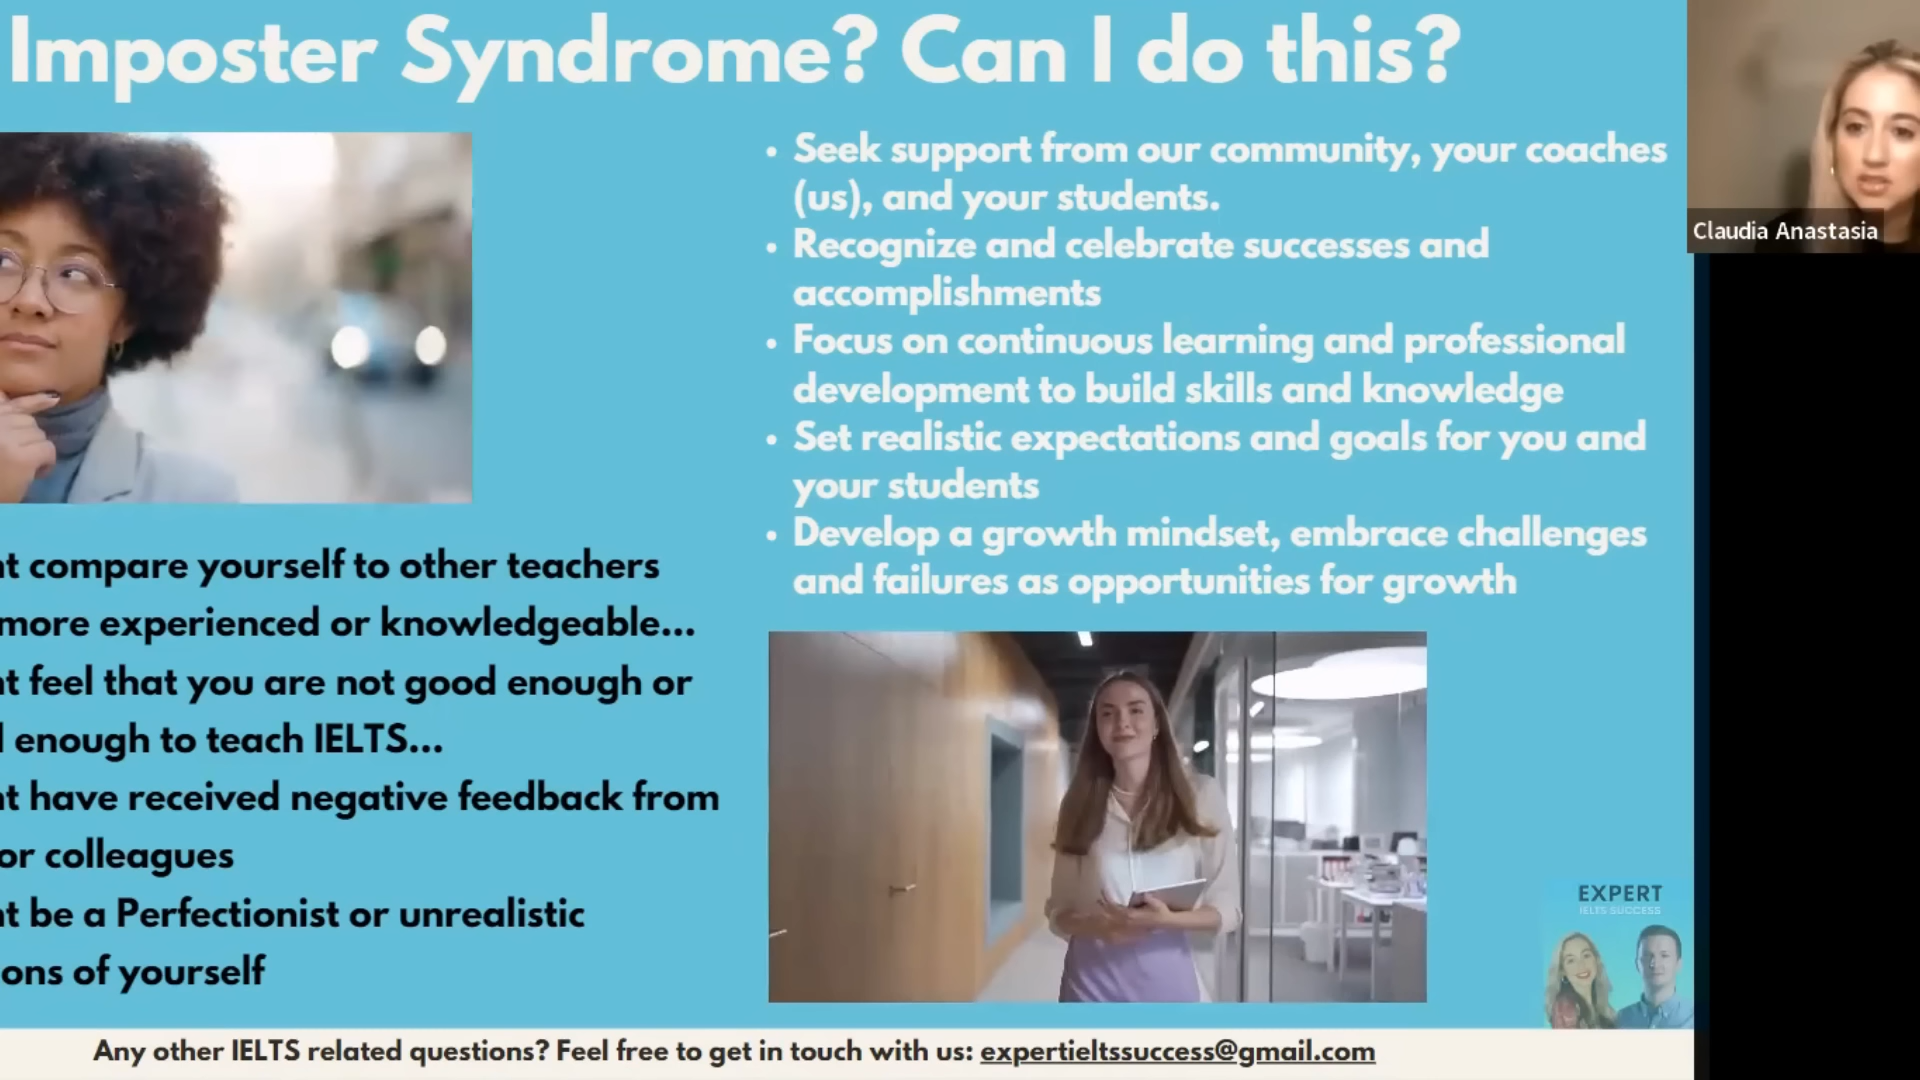 Imposter Syndrome? Can I do this?
Seek support from our community, your coaches
(us), and your students.
Recognize and celebrate successes and
accomplishments
Focus on continuous learning and professional
development to build skills and knowledge
Set realistic expectations and goals for you and
your students
Develop a growth mindset, embrace challenges
and failures as opportunities for growth
compare yourself to other teachers
more experienced or knowledgeable...
feel that you are not good enough or
enough to teach IELTS...
have received negative feedback from
or colleagues
be a Perfectionist or unrealistic
of yourself
Claudia Anastasia
EXPERT
IELTS SUCCESS
Any other IELTS related questions? Feel free to get in touch with us: expertieltssuccess@gmail.com